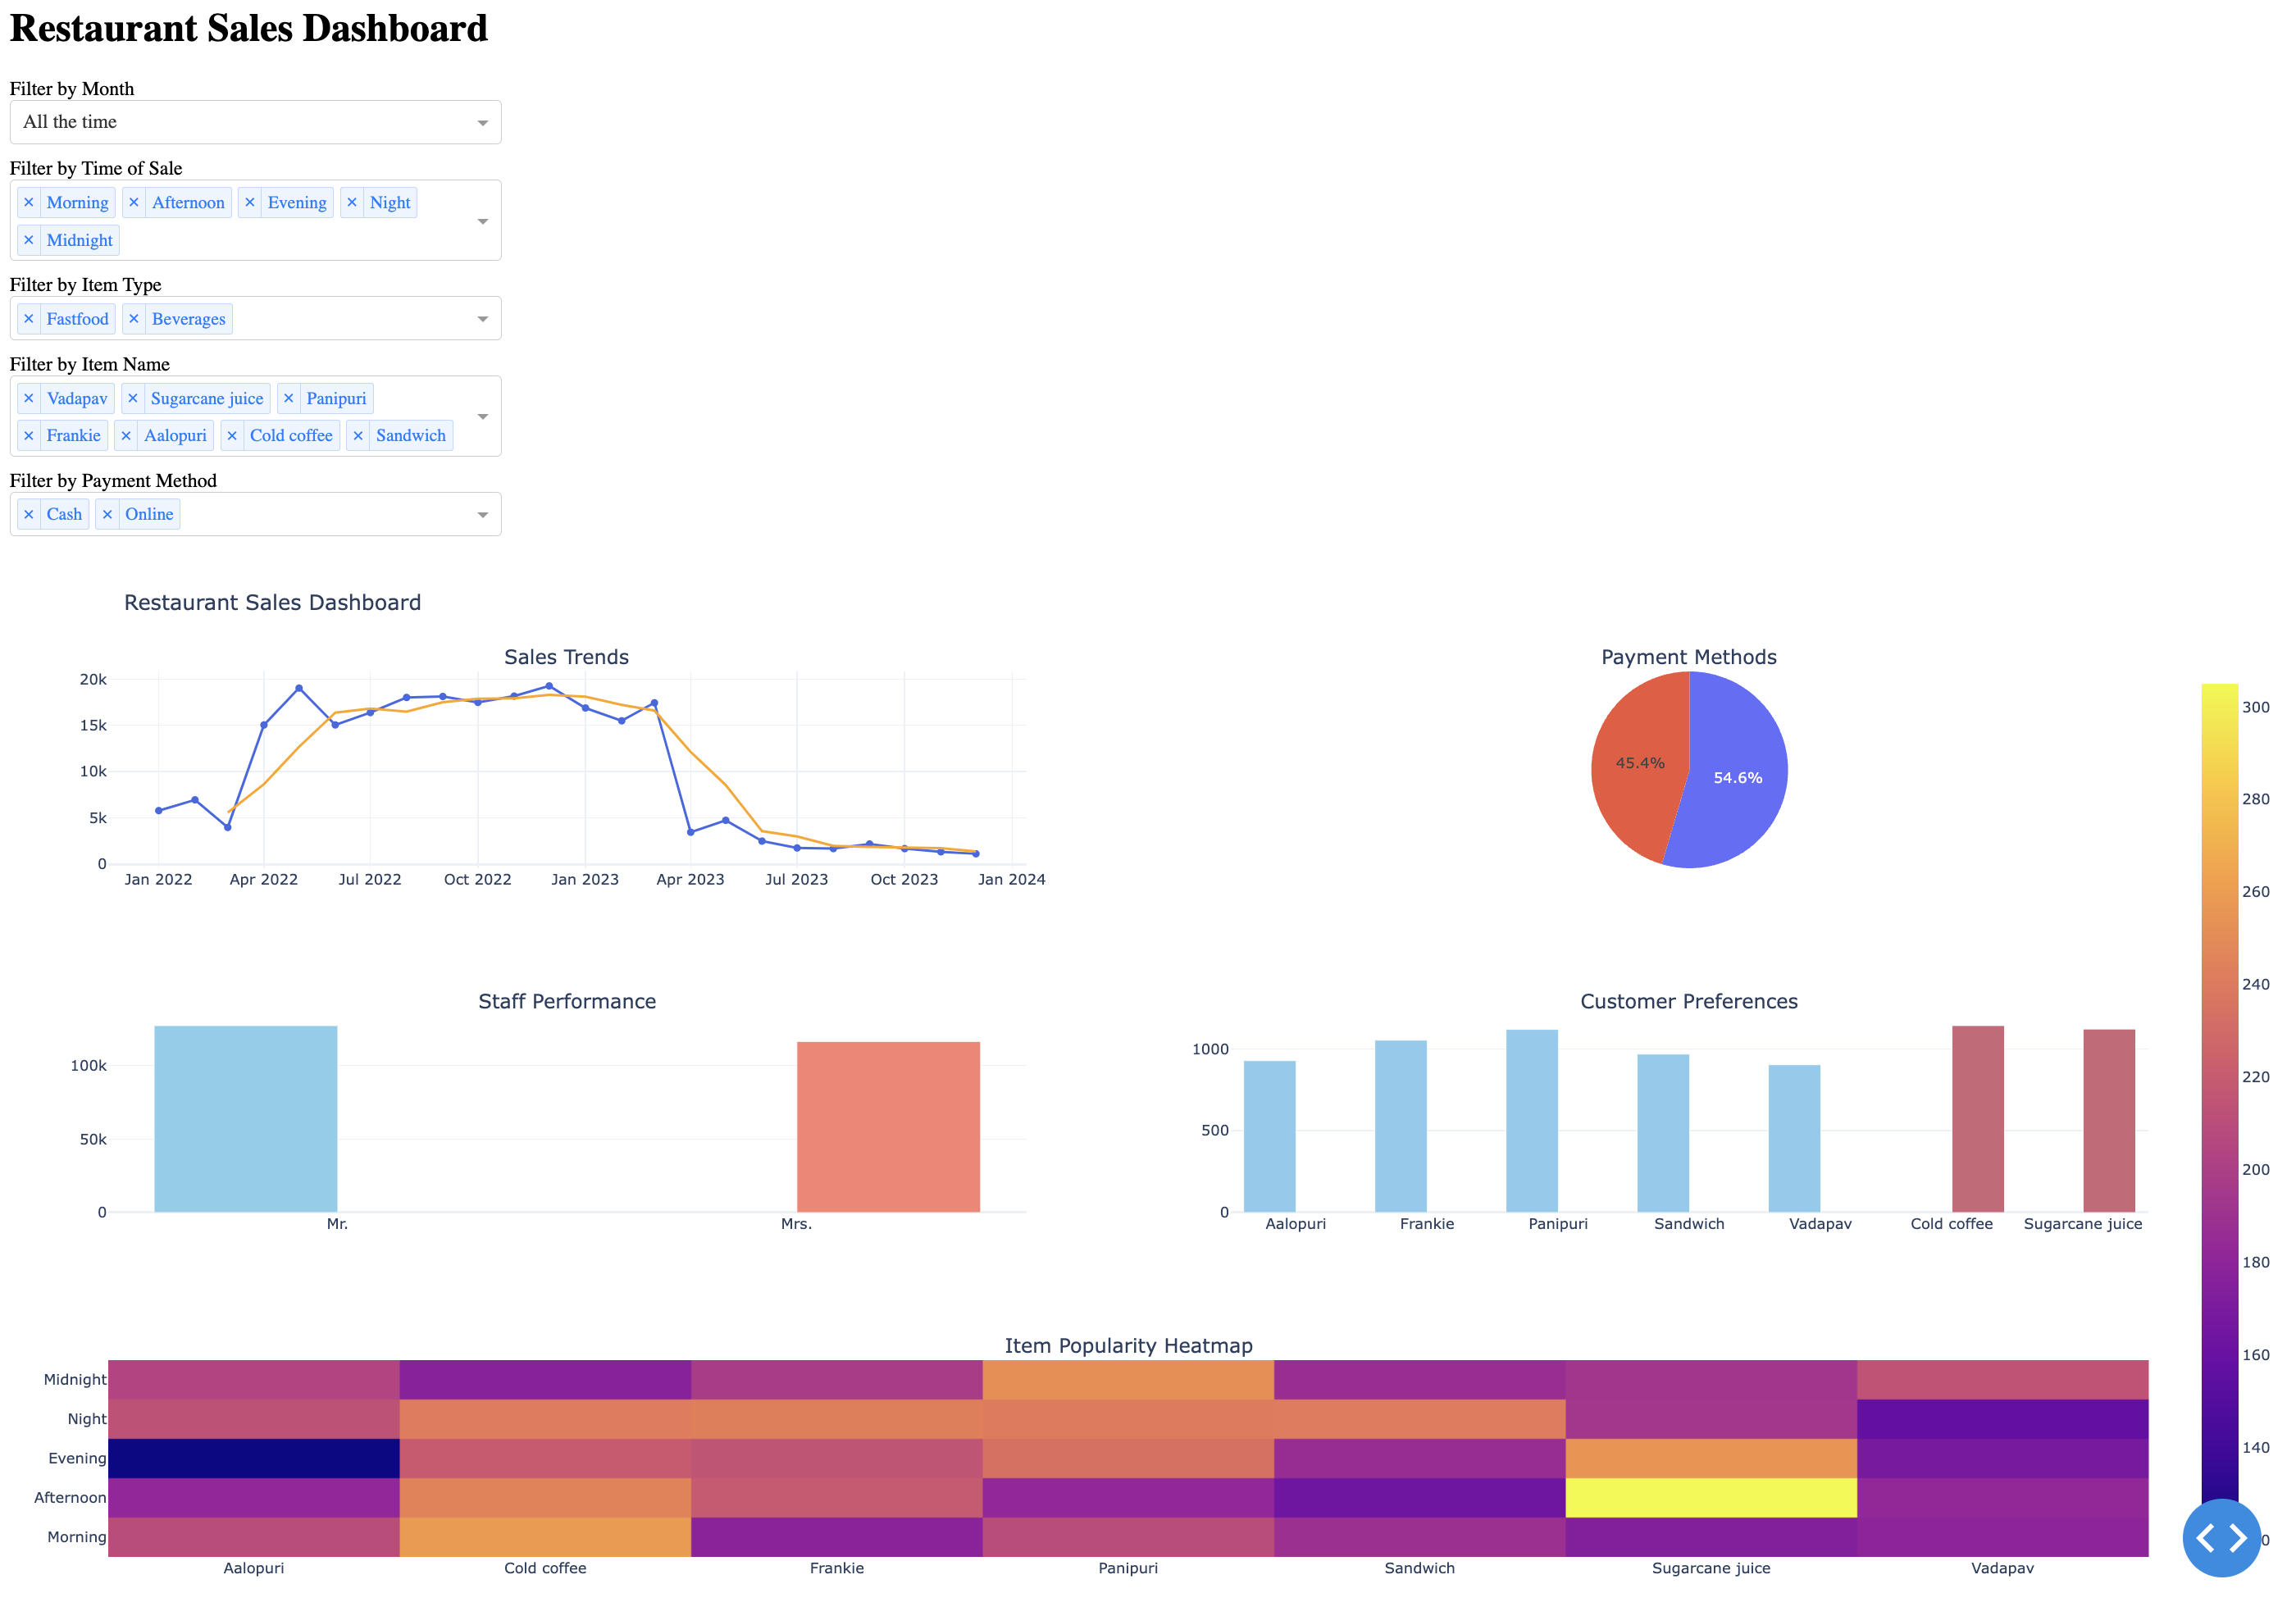 Restaurant Sales Dashboard
Filter by Month
All the time
Filter by Time of Sale
× Morning × Afternoon × Evening × Night
× Midnight
Filter by Item Type
× Fastfood × Beverages
Filter by Item Name
× Vadapav × Sugarcane juice × Panipuri
× Frankie × Aalopuri × Cold coffee × Sandwich
Filter by Payment Method
× Cash × Online
Restaurant Sales Dashboard
Sales Trends
20k
15k
10k
5k
0
Jan 2022 Apr 2022 Jul 2022 Oct 2022 Jan 2023 Apr 2023 Jul 2023 Oct 2023 Jan 2024
Payment Methods
45.4%
54.6%
Staff Performance
100k
50k
0
Mr. Mrs.
Customer Preferences
1000
500
0
Aalopuri Frankie Panipuri Sandwich Vadapav Cold coffee Sugarcane juice
Item Popularity Heatmap
Midnight
Night
Evening
Afternoon
Morning
Aalopuri Cold coffee Frankie Panipuri Sandwich Sugarcane juice Vadapav
300
280
260
240
220
200
180
160
140